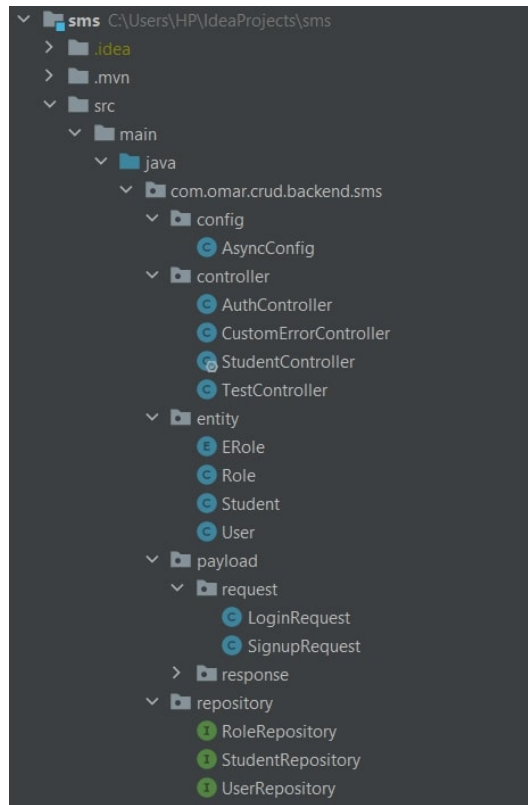 sms C:\Users\HP\IdeaProjects\sms
.idea
.mvn
src
main
java
com.omar.crud.backend.sms
config
C AsyncConfig
controller
C AuthController
C CustomErrorController
C StudentController
C TestController
entity
E ERole
C Role
C Student
C User
payload
request
C LoginRequest
C SignupRequest
response
repository
I RoleRepository
I StudentRepository
I UserRepository